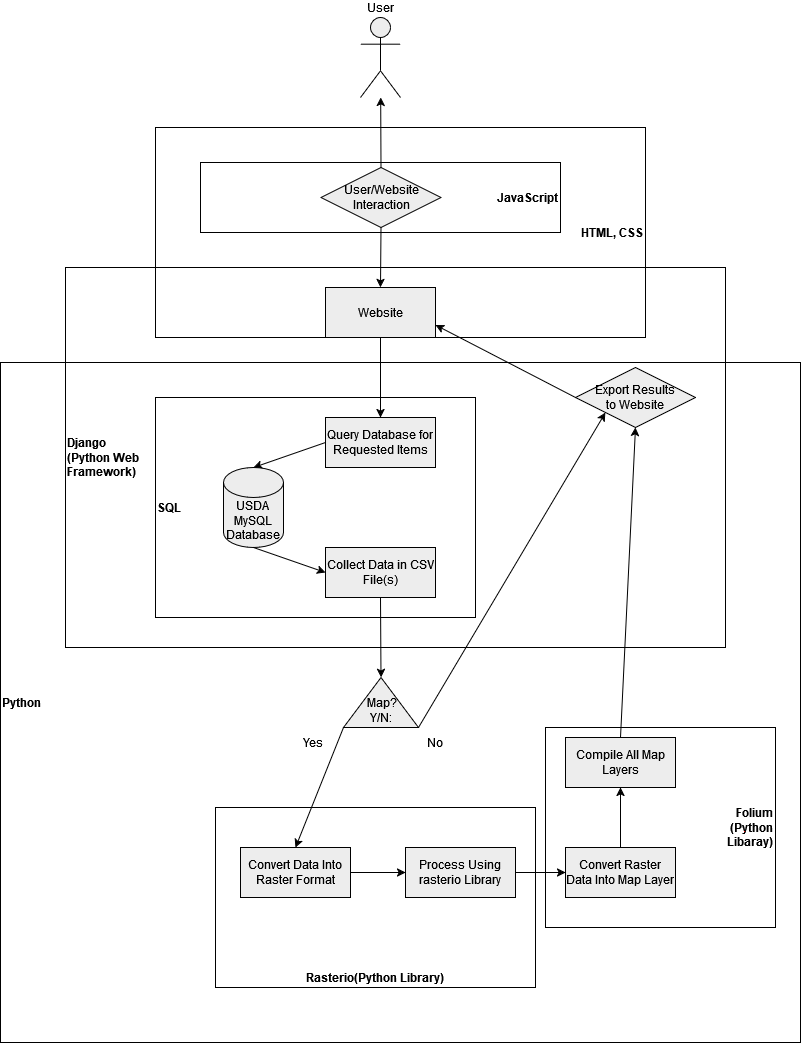 User
User/Website
Interaction
JavaScript
HTML, CSS
Website
Export Results
to Website
Query Database for
Requested Items
Django
(Python Web
Framework)
SQL
USDA
MySQL
Database
Collect Data in CSV
File(s)
Python
Map?
Y/N:
Yes
No
Compile All Map
Layers
Folium
(Python
Libaray)
Convert Data Into
Raster Format
Process Using
rasterio Library
Convert Raster
Data Into Map Layer
Rasterio(Python Library)